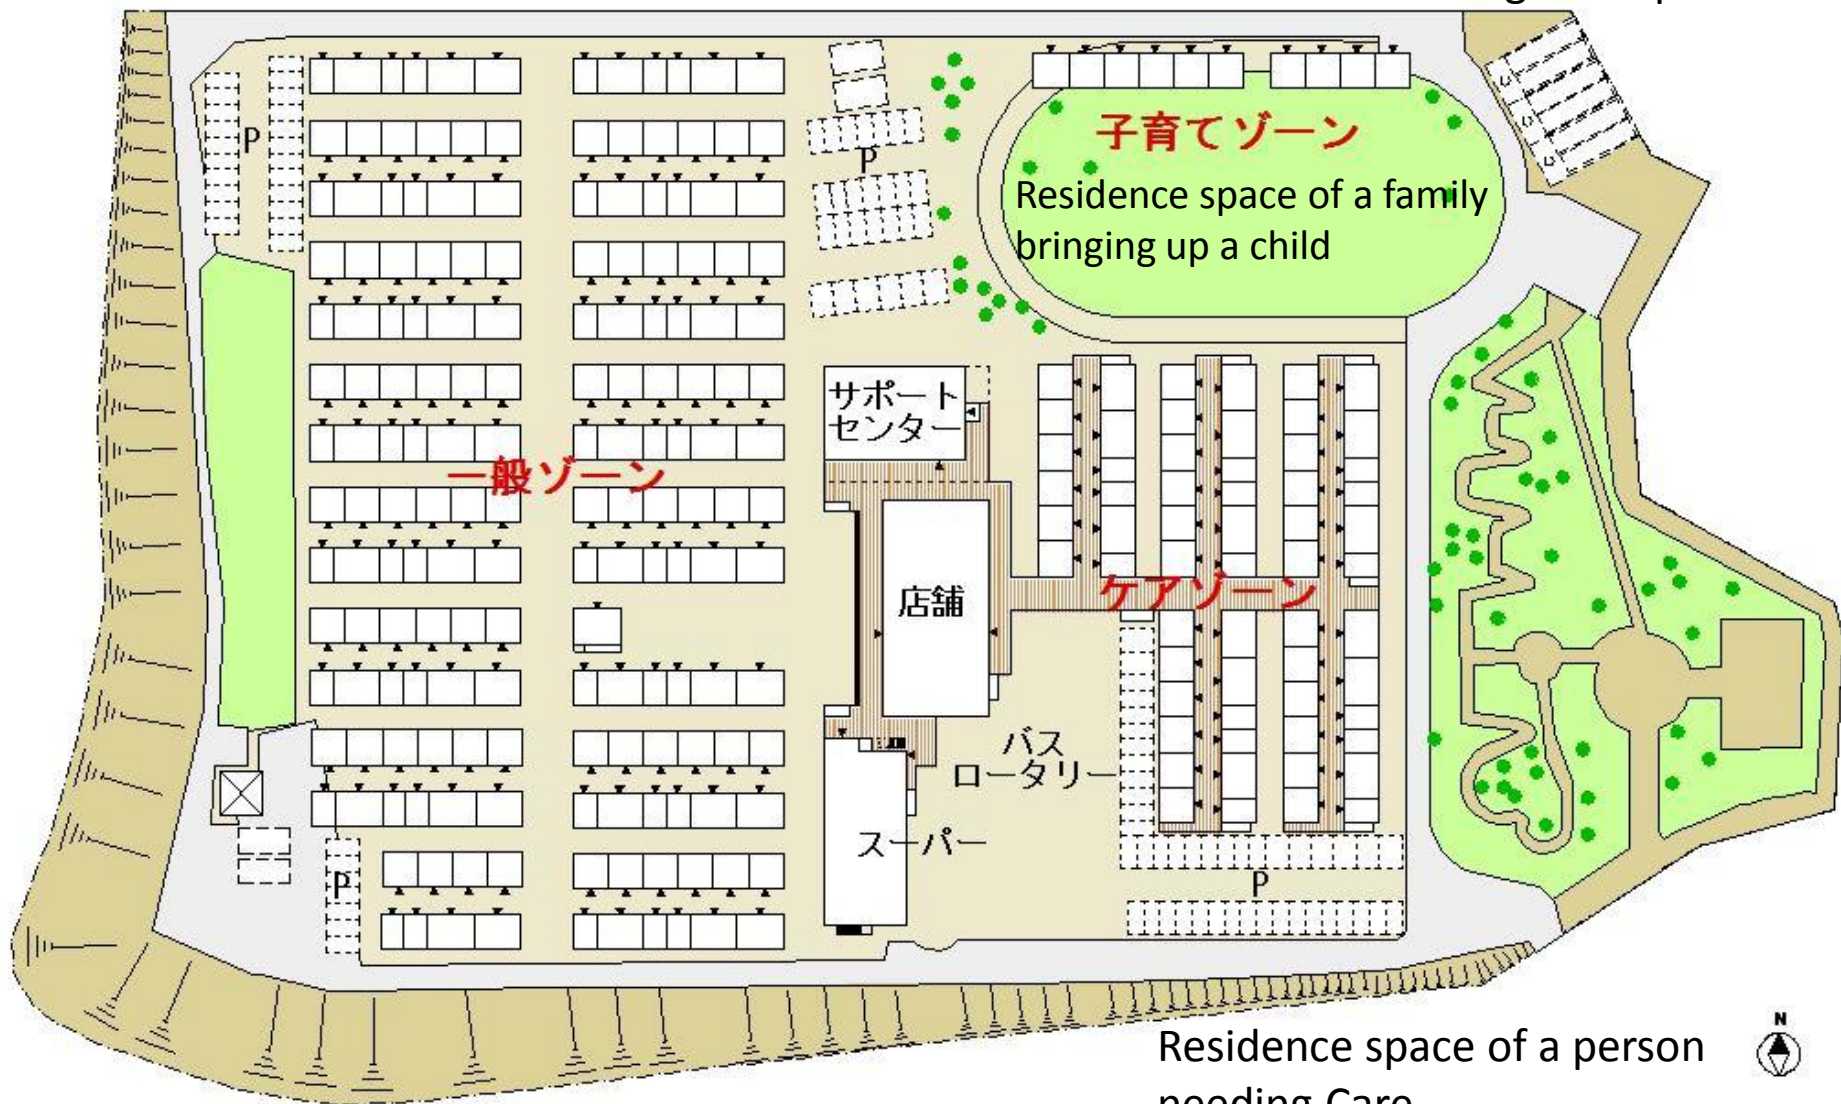 P
P
子育てゾーン
Residence space of a family
bringing up a child
サポート
センター
一般ゾーン
店舗
ケアゾーン
バス
ロータリー
スーパー
P
P
N
Residence space of a person
needing Care